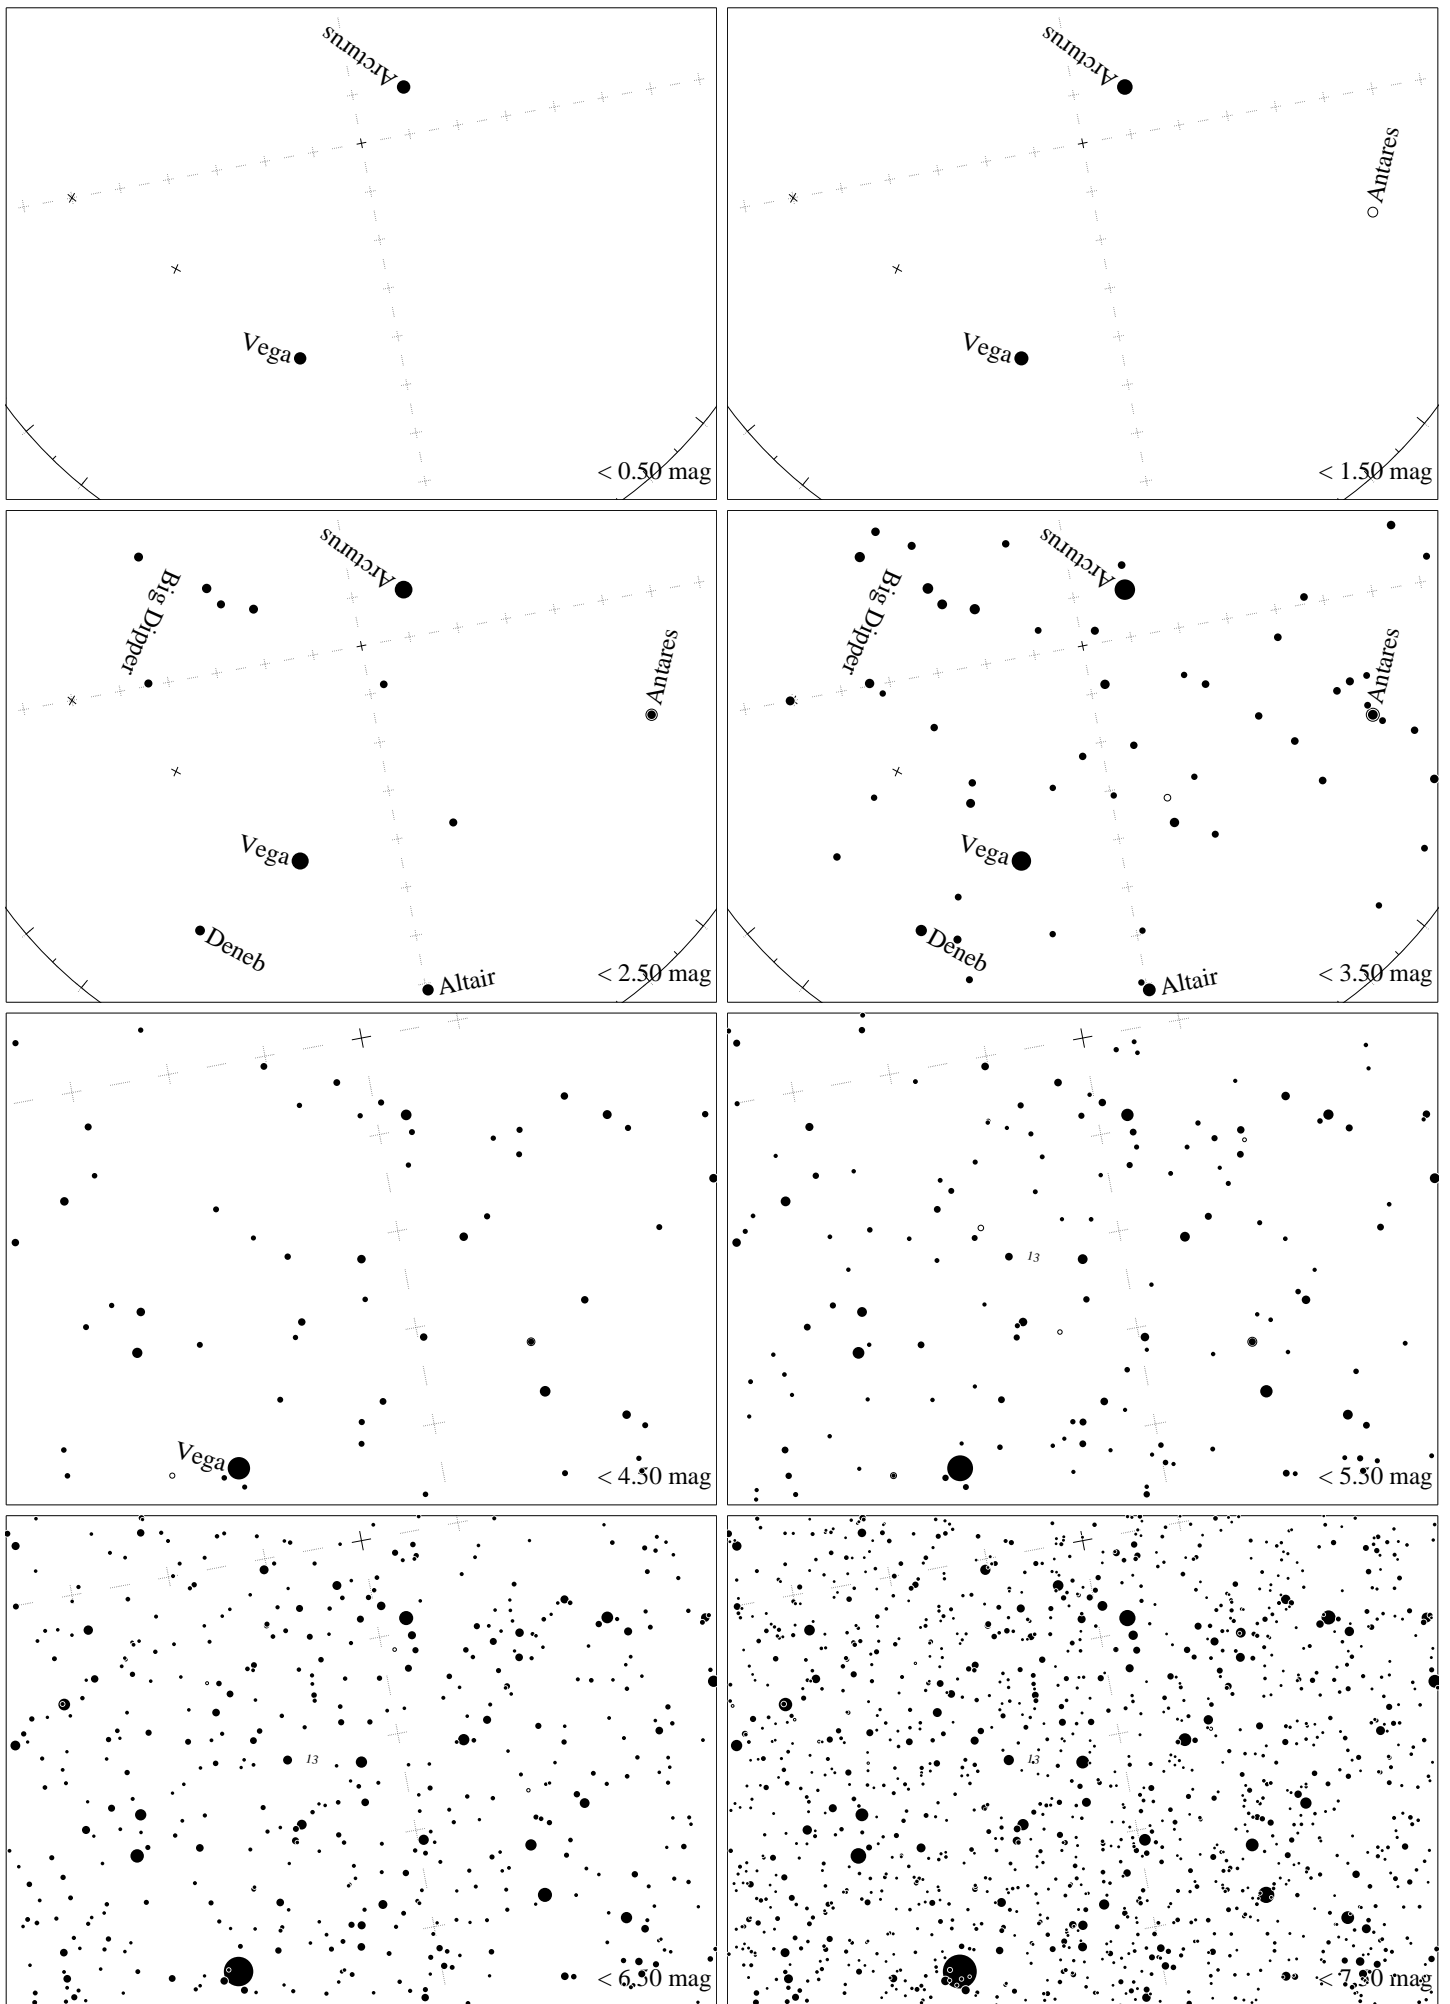 Arcturus
Vega
< 0.50 mag
Arcturus
Antares
Vega
< 1.50 mag
Arcturus
Big Dipper
Antares
Vega
Deneb
Altair
< 2.50 mag
Arcturus
Big Dipper
Antares
Vega
Deneb
Altair
< 3.50 mag
Vega
< 4.50 mag
13
< 5.50 mag
13
< 6.50 mag
13
< 7.50 mag